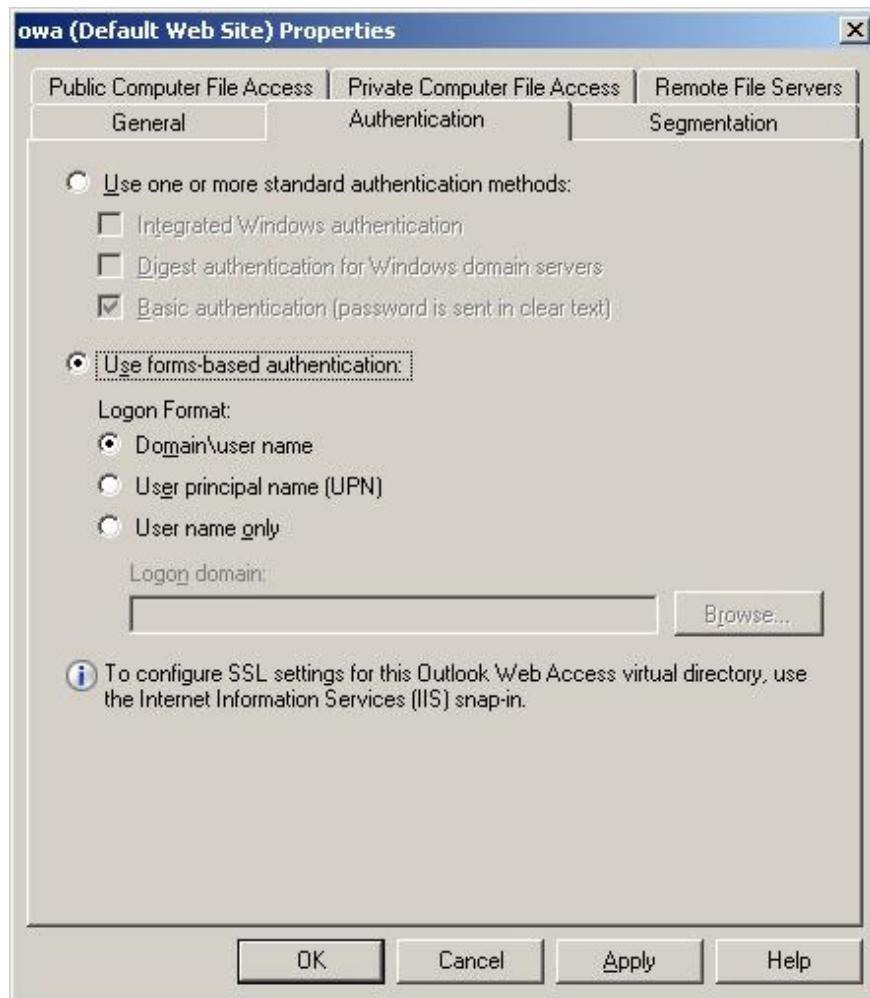 owa (Default Web Site) Properties
Public Computer File Access Private Computer File Access Remote File Servers
General Authentication Segmentation
Use one or more standard authentication methods:
Integrated Windows authentication
Digest authentication for Windows domain servers
Basic authentication (password is sent in clear text)
Use forms-based authentication:
Logon Format:
Domain\user name
User principal name (UPN)
User name only
Logon domain:
Browse...
To configure SSL settings for this Outlook Web Access virtual directory, use
the Internet Information Services (IIS) snap-in.
OK Cancel Apply Help